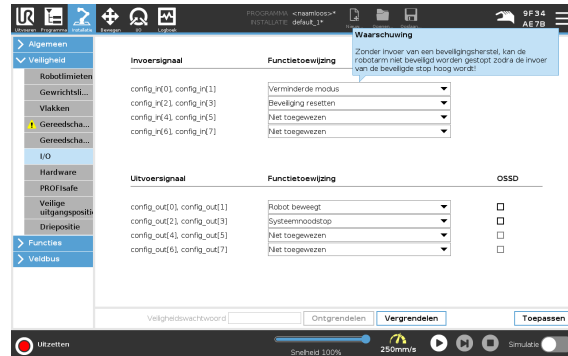 PROGRAMMA <naamloos>*
INSTALLATIE default_1*
9F34
AE7B
Uitvoeren Programma Installatie Bewegen I/O Logboek
Waarschuwing
Zonder invoer van een beveiligingsherstel, kan de
robotarm niet beveiligd worden gestopt zodra de invoer
van de beveiligde stop hoog wordt!
Algemeen
Veiligheid
Robotlimieten
Gewrichtsli...
Vlakken
Gereedscha...
Gereedscha...
I/O
Hardware
PROFIsafe
Veilige
uitgangspositie
Driepositie
Functies
Veldbus
Invoersignaal Functietoewijzing
config_in[0], config_in[1] Verminderde modus
config_in[2], config_in[3] Beveiliging resetten
config_in[4], config_in[5] Niet toegewezen
config_in[6], config_in[7] Niet toegewezen
Uitvoersignaal Functietoewijzing OSSD
config_out[0], config_out[1] Robot beweegt
config_out[2], config_out[3] Systeemnoodstop
config_out[4], config_out[5] Niet toegewezen
config_out[6], config_out[7] Niet toegewezen
Veiligheidswachtwoord Ontgrendelen Vergrendelen Toepassen
Uitzetten Snelheid 100% 250mm/s Simulatie